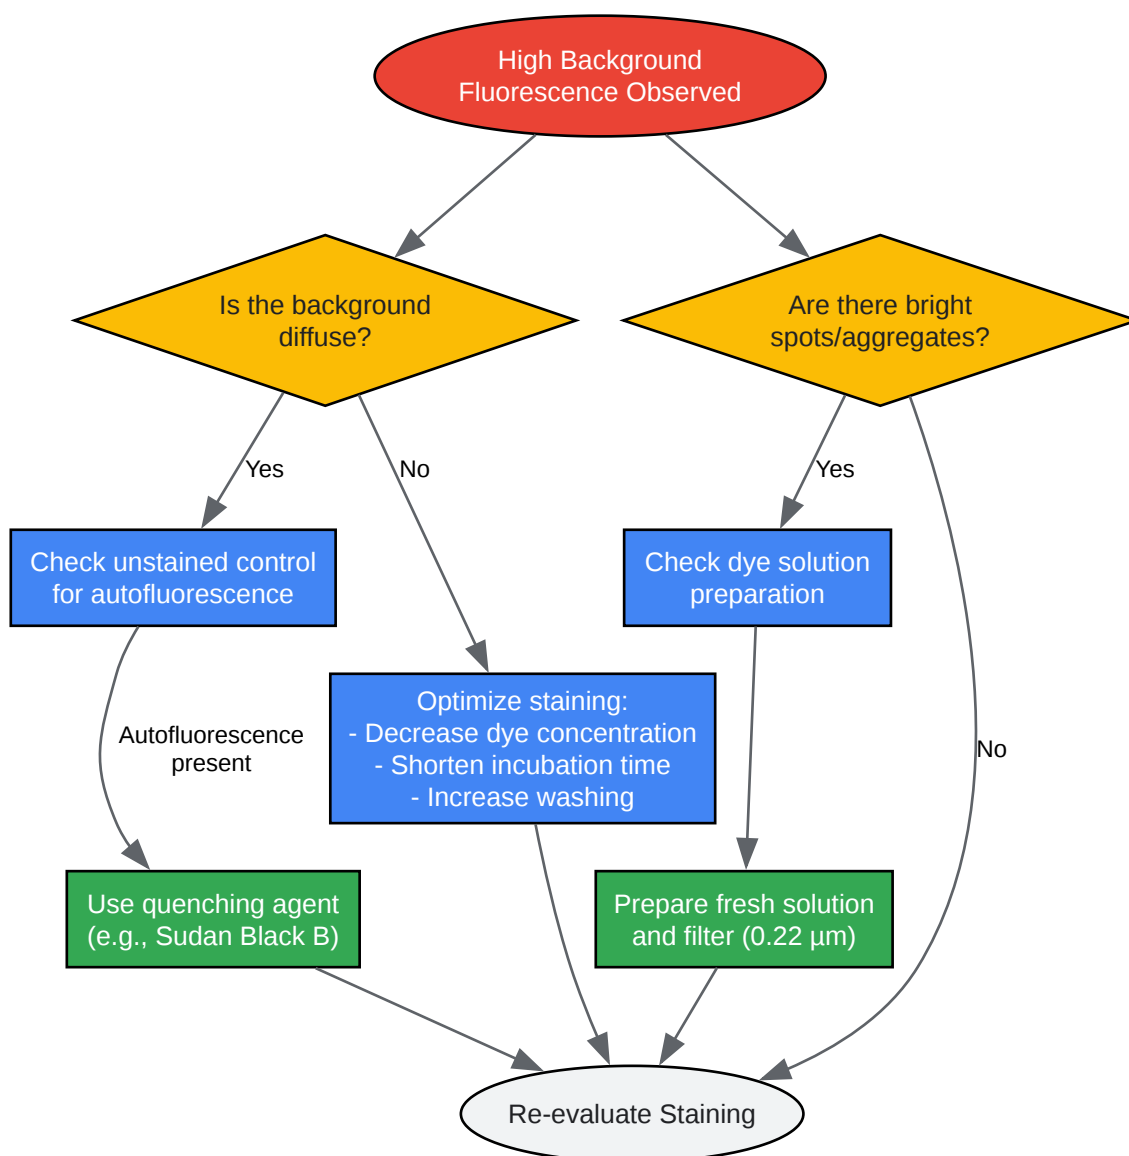 High Background
Fluorescence Observed
Is the background
diffuse?
Are there bright
spots/aggregates?
Yes
No
Yes
Check unstained control
for autofluorescence
Check dye solution
preparation
Optimize staining:
- Decrease dye concentration
- Shorten incubation time
- Increase washing
Autofluorescence
present
No
Use quenching agent
(e.g., Sudan Black B)
Prepare fresh solution
and filter (0.22 µm)
Re-evaluate Staining